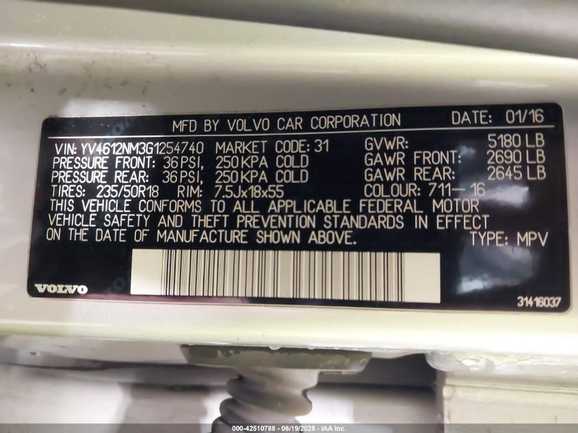 MFD BY VOLVO CAR CORPORATION DATE: 01/16
VIN: YV4612NM3G1254740 MARKET CODE: 31 GVWR: 5180 LB
PRESSURE FRONT: 36 PSI, 250 KPA COLD GAWR FRONT: 2690 LB
PRESSURE REAR: 36 PSI, 250 KPA COLD GAWR REAR: 2645 LB
TIRES: 235/50R18 RIM: 7.5Jx18x55 COLOUR: 711-16
THIS VEHICLE CONFORMS TO ALL APPLICABLE FEDERAL MOTOR
VEHICLE SAFETY AND THEFT PREVENTION STANDARDS IN EFFECT
ON THE DATE OF MANUFACTURE SHOWN ABOVE. TYPE: MPV
VOLVO 31416037
000-42510788 - 06/19/2025 - IAA Inc.